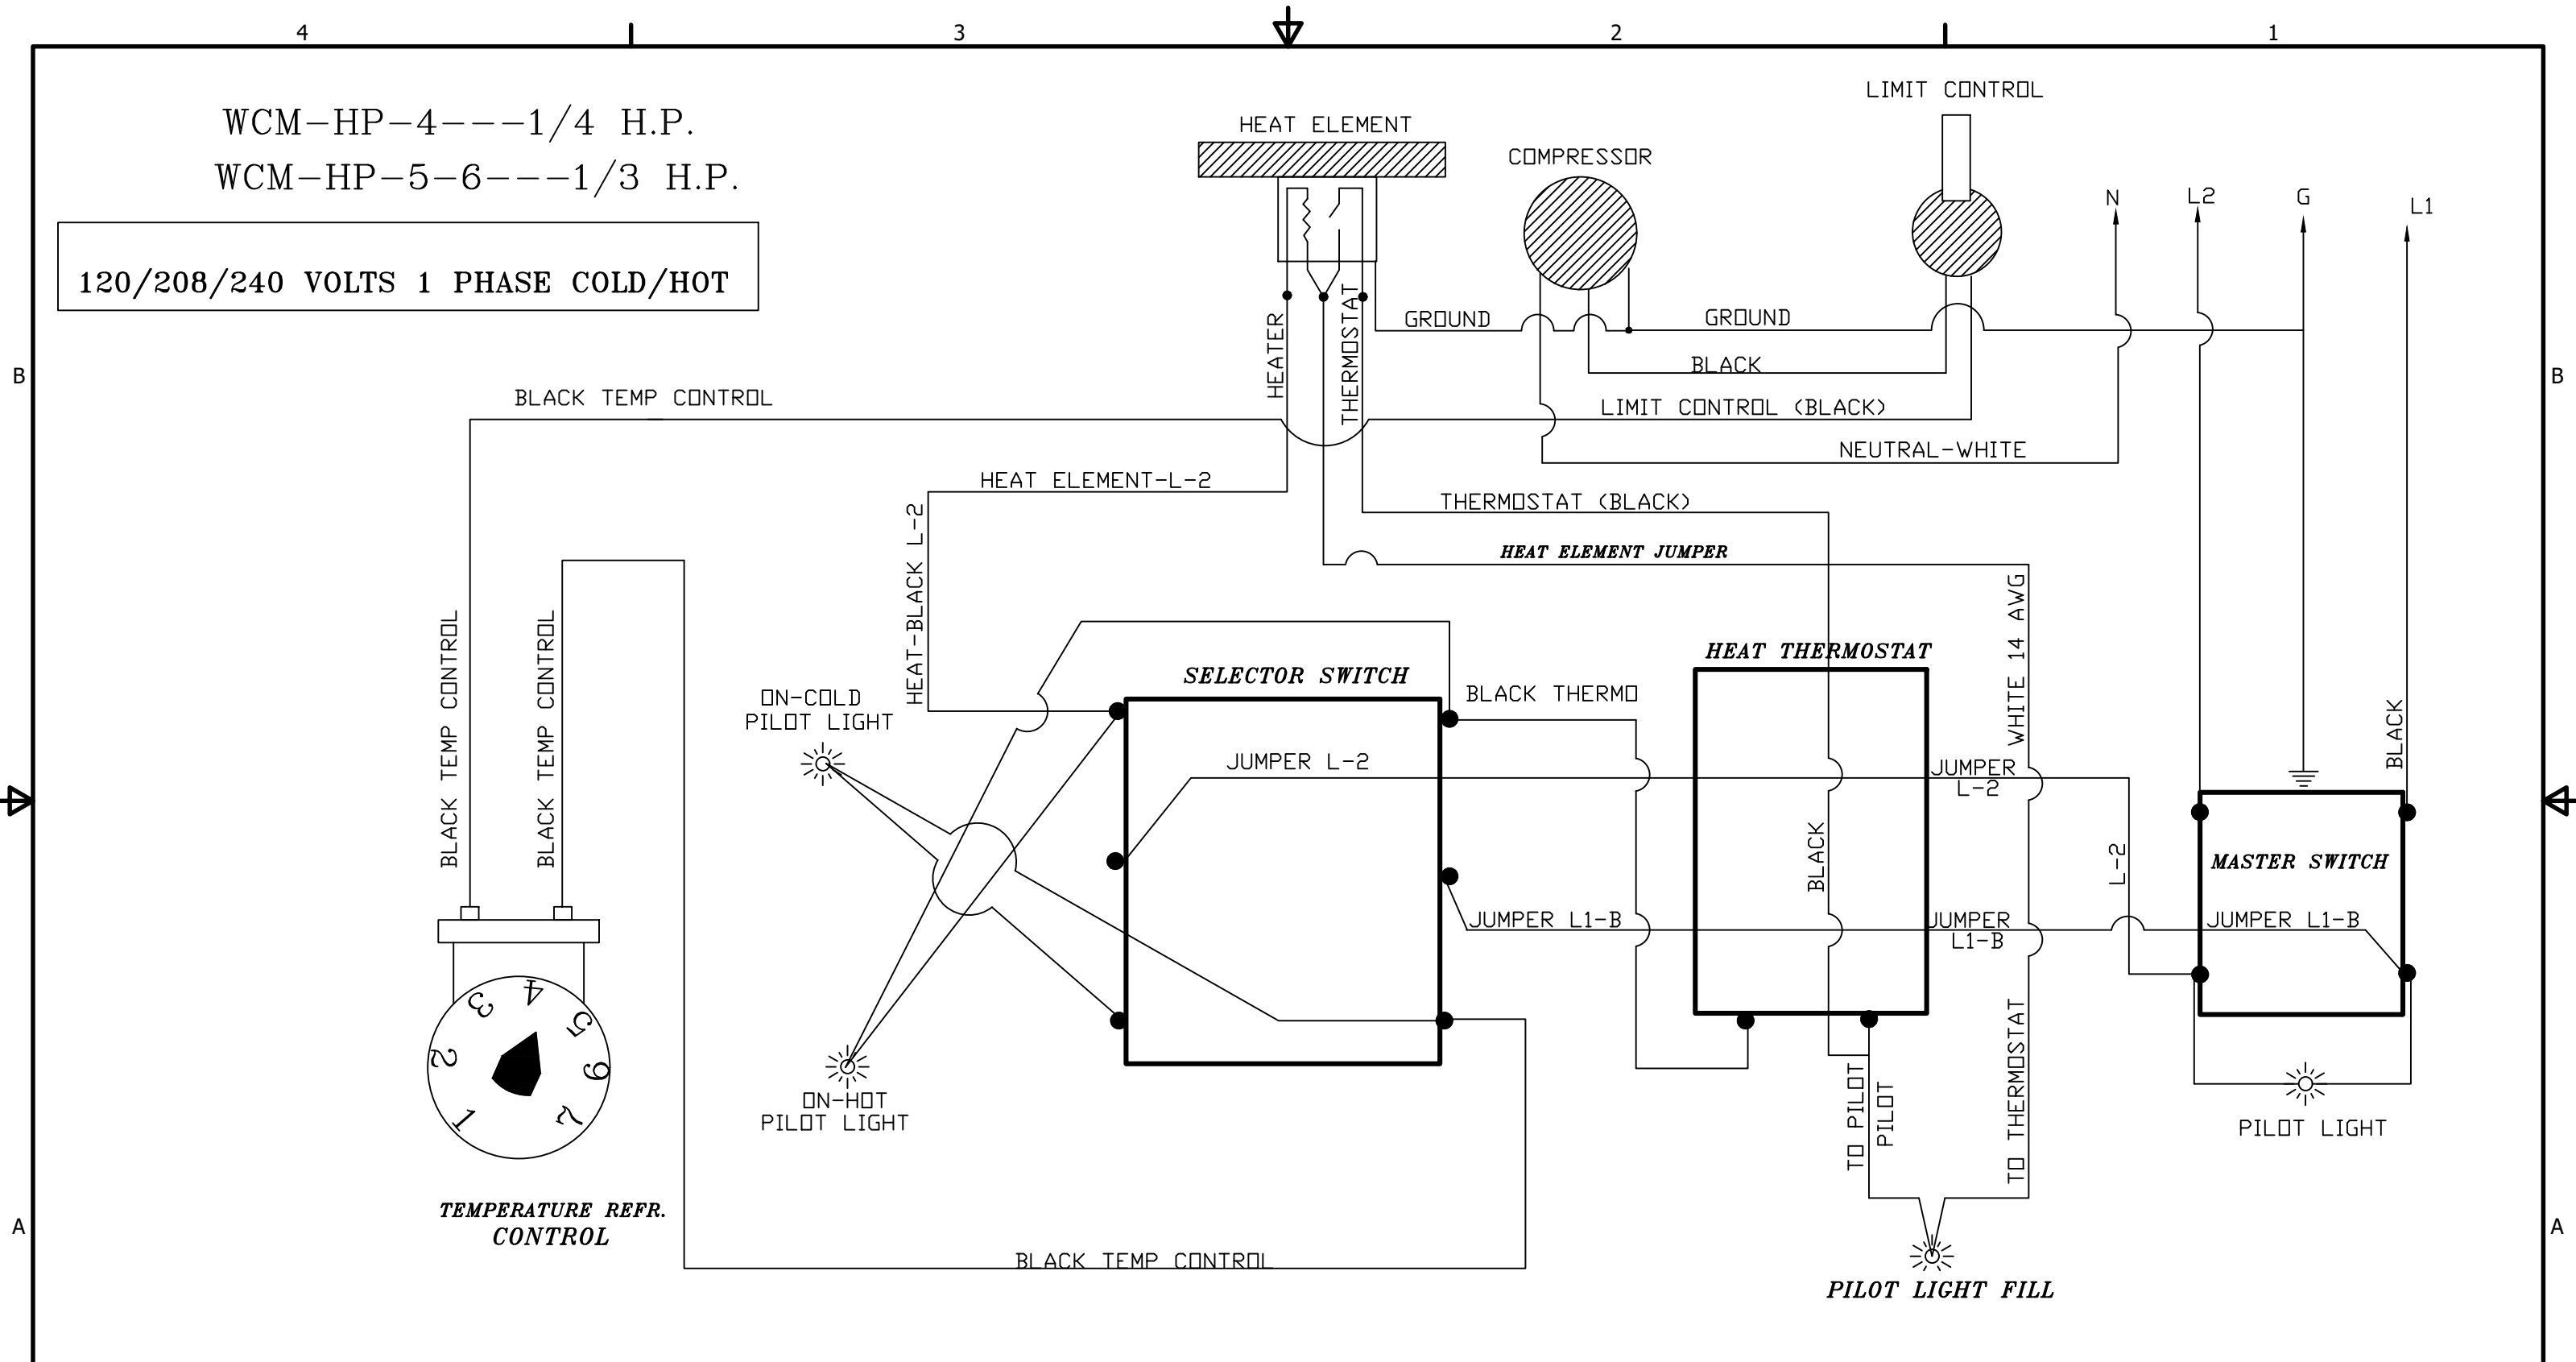 4 3 2 1
WCM-HP-4---1/4 H.P.
WCM-HP-5-6---1/3 H.P.
120/208/240 VOLTS 1 PHASE COLD/HOT
HEAT ELEMENT
COMPRESSOR
LIMIT CONTROL
N L2 G L1
HEATER
THERMOSTAT
GROUND
GROUND
BLACK
B
B
BLACK TEMP CONTROL
LIMIT CONTROL (BLACK)
NEUTRAL-WHITE
HEAT ELEMENT-L-2
THERMOSTAT (BLACK)
HEAT ELEMENT JUMPER
HEAT-BLACK L-2
WHITE 14 AWG
BLACK TEMP CONTROL
BLACK TEMP CONTROL
ON-COLD
PILOT LIGHT
SELECTOR SWITCH
BLACK THERMO
HEAT THERMOSTAT
BLACK
JUMPER L-2
JUMPER
L-2
BLACK
L-2
MASTER SWITCH
JUMPER L1-B
JUMPER
L1-B
JUMPER L1-B
1 2 3 4 5 6 7
ON-HOT
PILOT LIGHT
TO PILOT
PILOT
TO THERMOSTAT
PILOT LIGHT
TEMPERATURE REFR.
CONTROL
A
A
BLACK TEMP CONTROL
PILOT LIGHT FILL